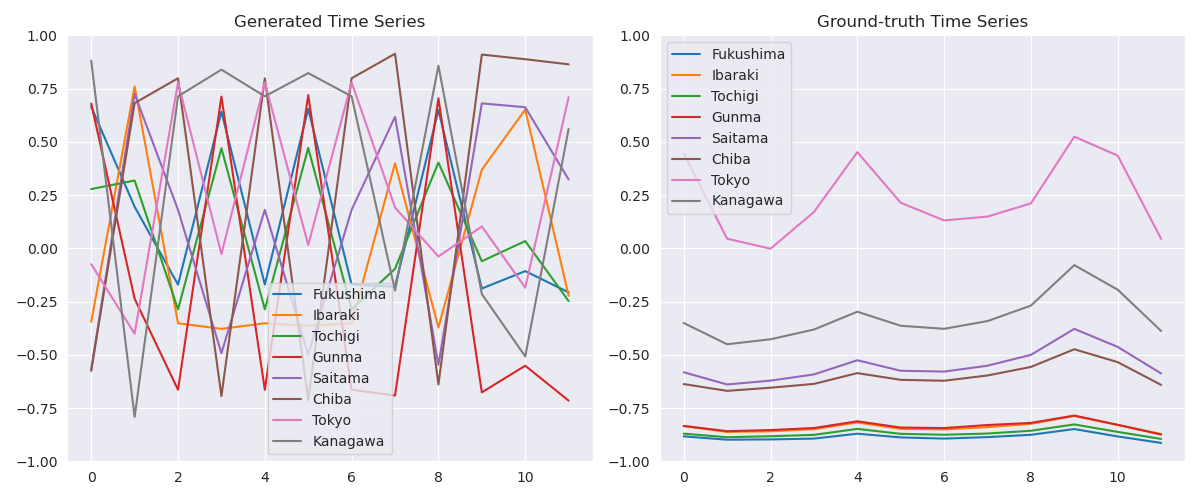 Generated Time Series
1.00
0.75
0.50
0.25
0.00
−0.25
−0.50
−0.75
−1.00
0 2 4 6 8 10
Fukushima
Ibaraki
Tochigi
Gunma
Saitama
Chiba
Tokyo
Kanagawa
Ground-truth Time Series
1.00
0.75
0.50
0.25
0.00
−0.25
−0.50
−0.75
−1.00
0 2 4 6 8 10
Fukushima
Ibaraki
Tochigi
Gunma
Saitama
Chiba
Tokyo
Kanagawa